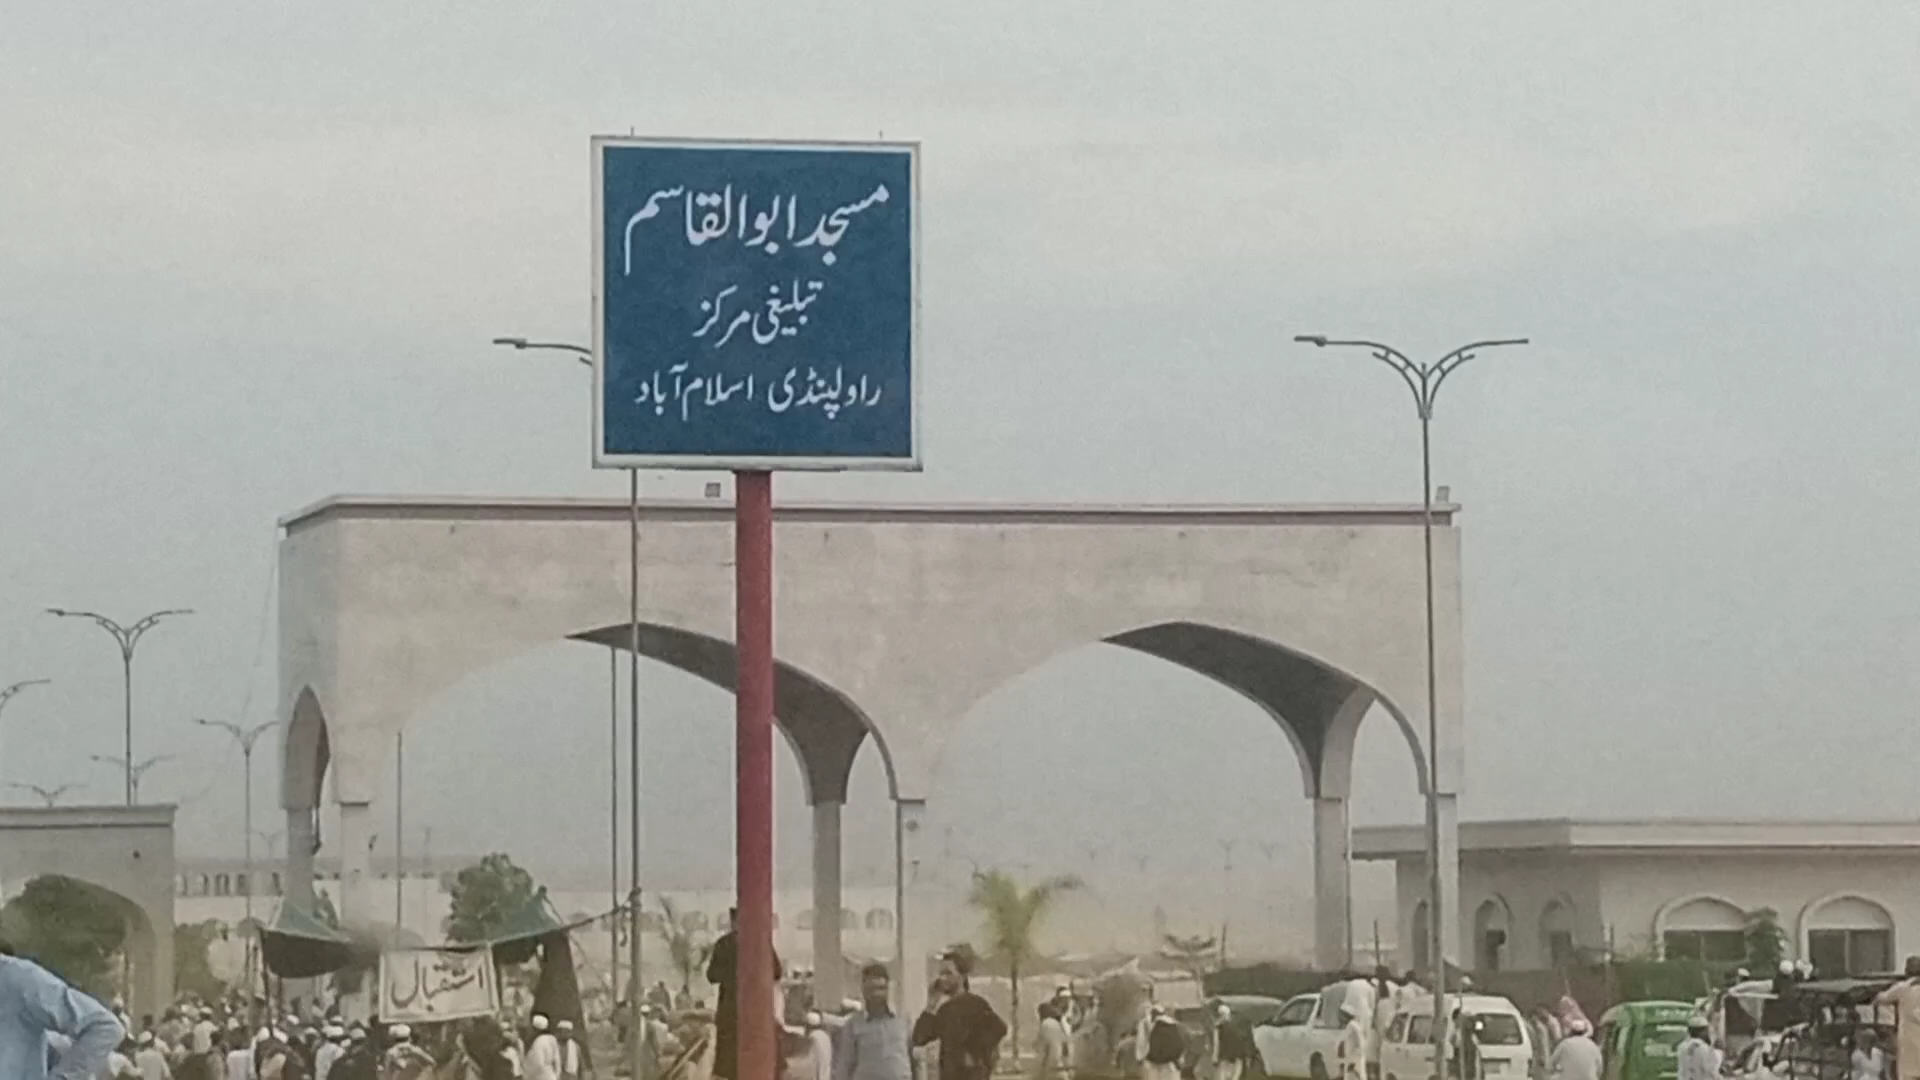 مسجد ابوالقاسم
تبلیغی مرکز
راولپنڈی اسلام آباد
استقبال